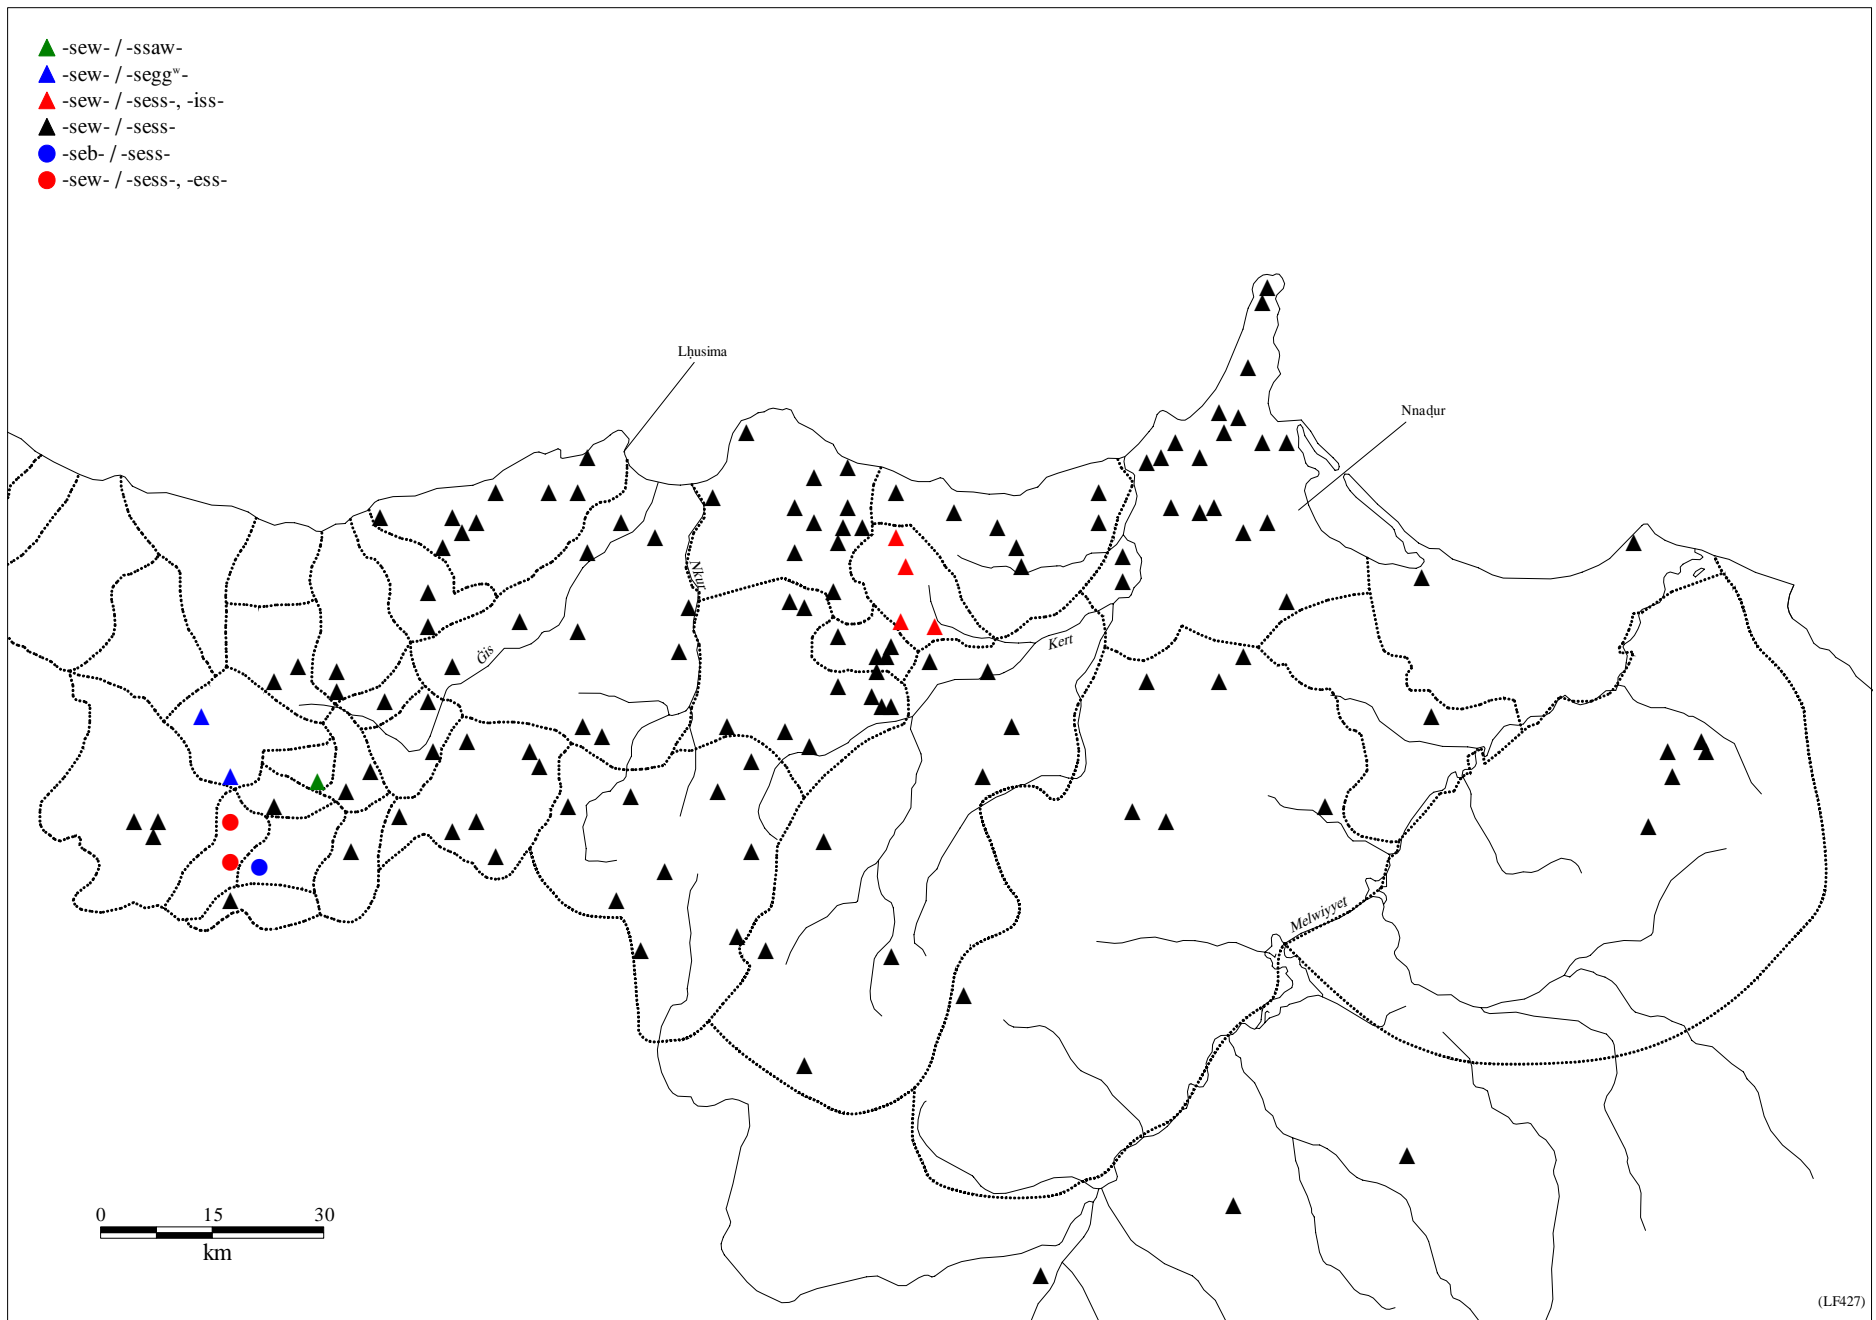 -sew- / -ssaw-
-sew- / -seggʷ-
-sew- / -sess-, -iss-
-sew- / -sess-
-seb- / -sess-
-sew- / -sess-, -ess-
Lḥusima
Nnaḍur
Nkur
Kert
Ġis
Melwiyyet
0 15 30
km
(LF427)